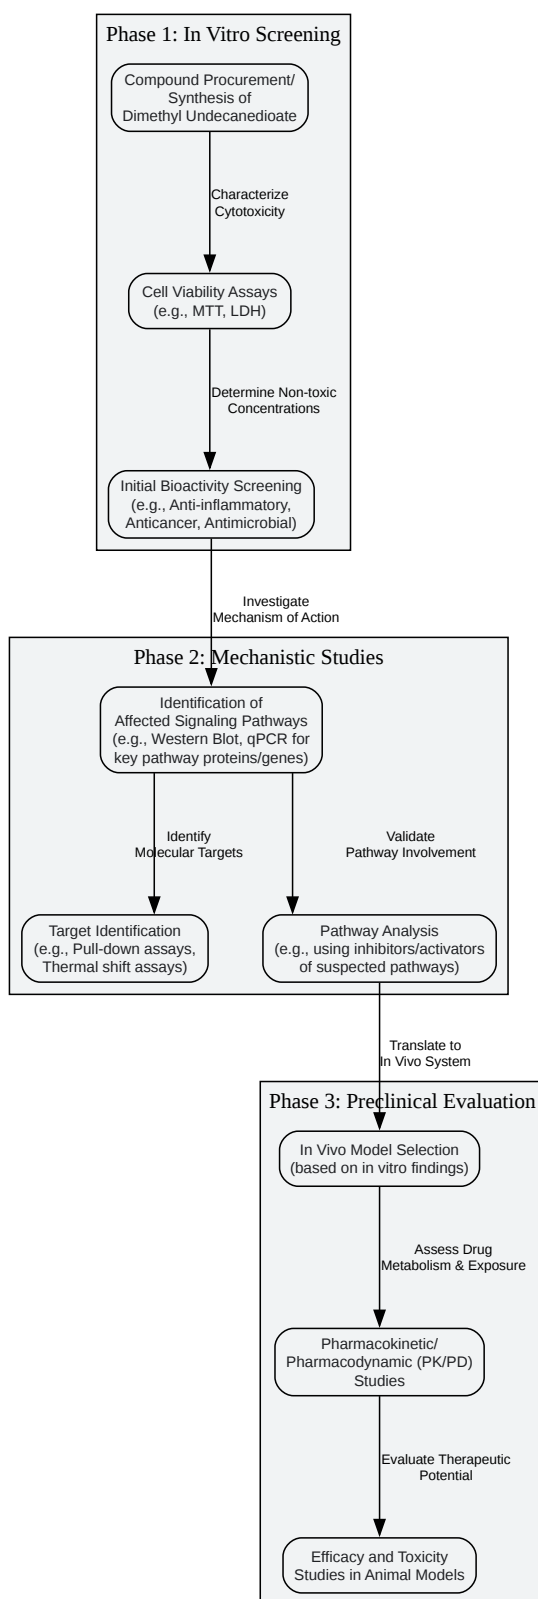 Phase 1: In Vitro Screening
Compound Procurement/
Synthesis of
Dimethyl Undecanedioate
Characterize
Cytotoxicity
Cell Viability Assays
(e.g., MTT, LDH)
Determine Non-toxic
Concentrations
Initial Bioactivity Screening
(e.g., Anti-inflammatory,
Anticancer, Antimicrobial)
Investigate
Mechanism of Action
Phase 2: Mechanistic Studies
Identification of
Affected Signaling Pathways
(e.g., Western Blot, qPCR for
key pathway proteins/genes)
Identify
Molecular Targets
Validate
Pathway Involvement
Target Identification
(e.g., Pull-down assays,
Thermal shift assays)
Pathway Analysis
(e.g., using inhibitors/activators
of suspected pathways)
Translate to
In Vivo System
Phase 3: Preclinical Evaluation
In Vivo Model Selection
(based on in vitro findings)
Assess Drug
Metabolism & Exposure
Pharmacokinetic/
Pharmacodynamic (PK/PD)
Studies
Evaluate Therapeutic
Potential
Efficacy and Toxicity
Studies in Animal Models